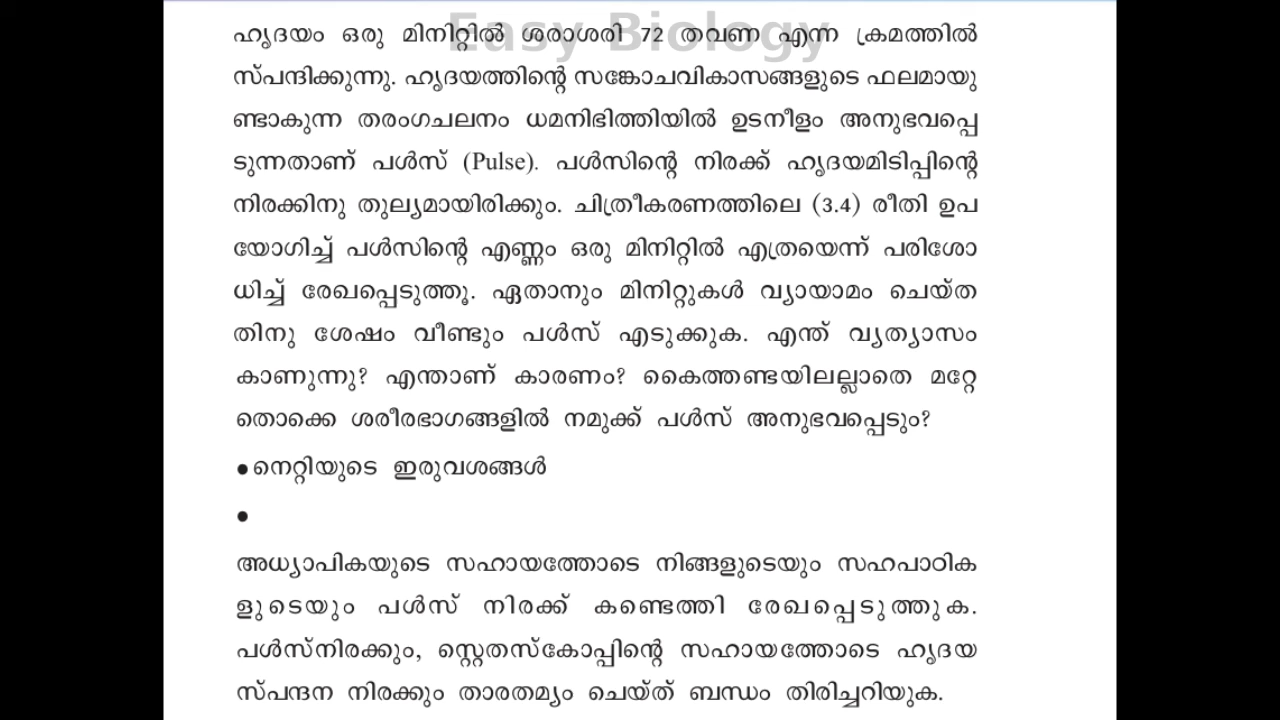 Easy Biology
ഹൃദയം ഒരു മിനിറ്റിൽ ശരാശരി 72 തവണ എന്ന ക്രമത്തിൽ
സ്പന്ദിക്കുന്നു. ഹൃദയത്തിന്റെ സങ്കോചവികാസങ്ങളുടെ ഫലമായു
ണ്ടാകുന്ന തരംഗചലനം ധമനിഭിത്തിയിൽ ഉടനീളം അനുഭവപ്പെ
ടുന്നതാണ് പൾസ് (Pulse). പൾസിന്റെ നിരക്ക് ഹൃദയമിടിപ്പിന്റെ
നിരക്കിനു തുല്യമായിരിക്കും. ചിത്രീകരണത്തിലെ (3.4) രീതി ഉപ
യോഗിച്ച് പൾസിന്റെ എണ്ണം ഒരു മിനിറ്റിൽ എത്രയെന്ന് പരിശോ
ധിച്ച് രേഖപ്പെടുത്തൂ. ഏതാനും മിനിറ്റുകൾ വ്യായാമം ചെയ്ത
തിനു ശേഷം വീണ്ടും പൾസ് എടുക്കുക. എന്ത് വ്യത്യാസം
കാണുന്നു? എന്താണ് കാരണം? കൈത്തണ്ടയിലല്ലാതെ മറ്റേ
തൊക്കെ ശരീരഭാഗങ്ങളിൽ നമുക്ക് പൾസ് അനുഭവപ്പെടും?
● നെറ്റിയുടെ ഇരുവശങ്ങൾ
●
അധ്യാപികയുടെ സഹായത്തോടെ നിങ്ങളുടെയും സഹപാഠിക
ളുടെയും പൾസ് നിരക്ക് കണ്ടെത്തി രേഖപ്പെടുത്തുക.
പൾസ്നിരക്കും, സ്റ്റെതസ്കോപ്പിന്റെ സഹായത്തോടെ ഹൃദയ
സ്പന്ദന നിരക്കും താരതമ്യം ചെയ്ത് ബന്ധം തിരിച്ചറിയുക.